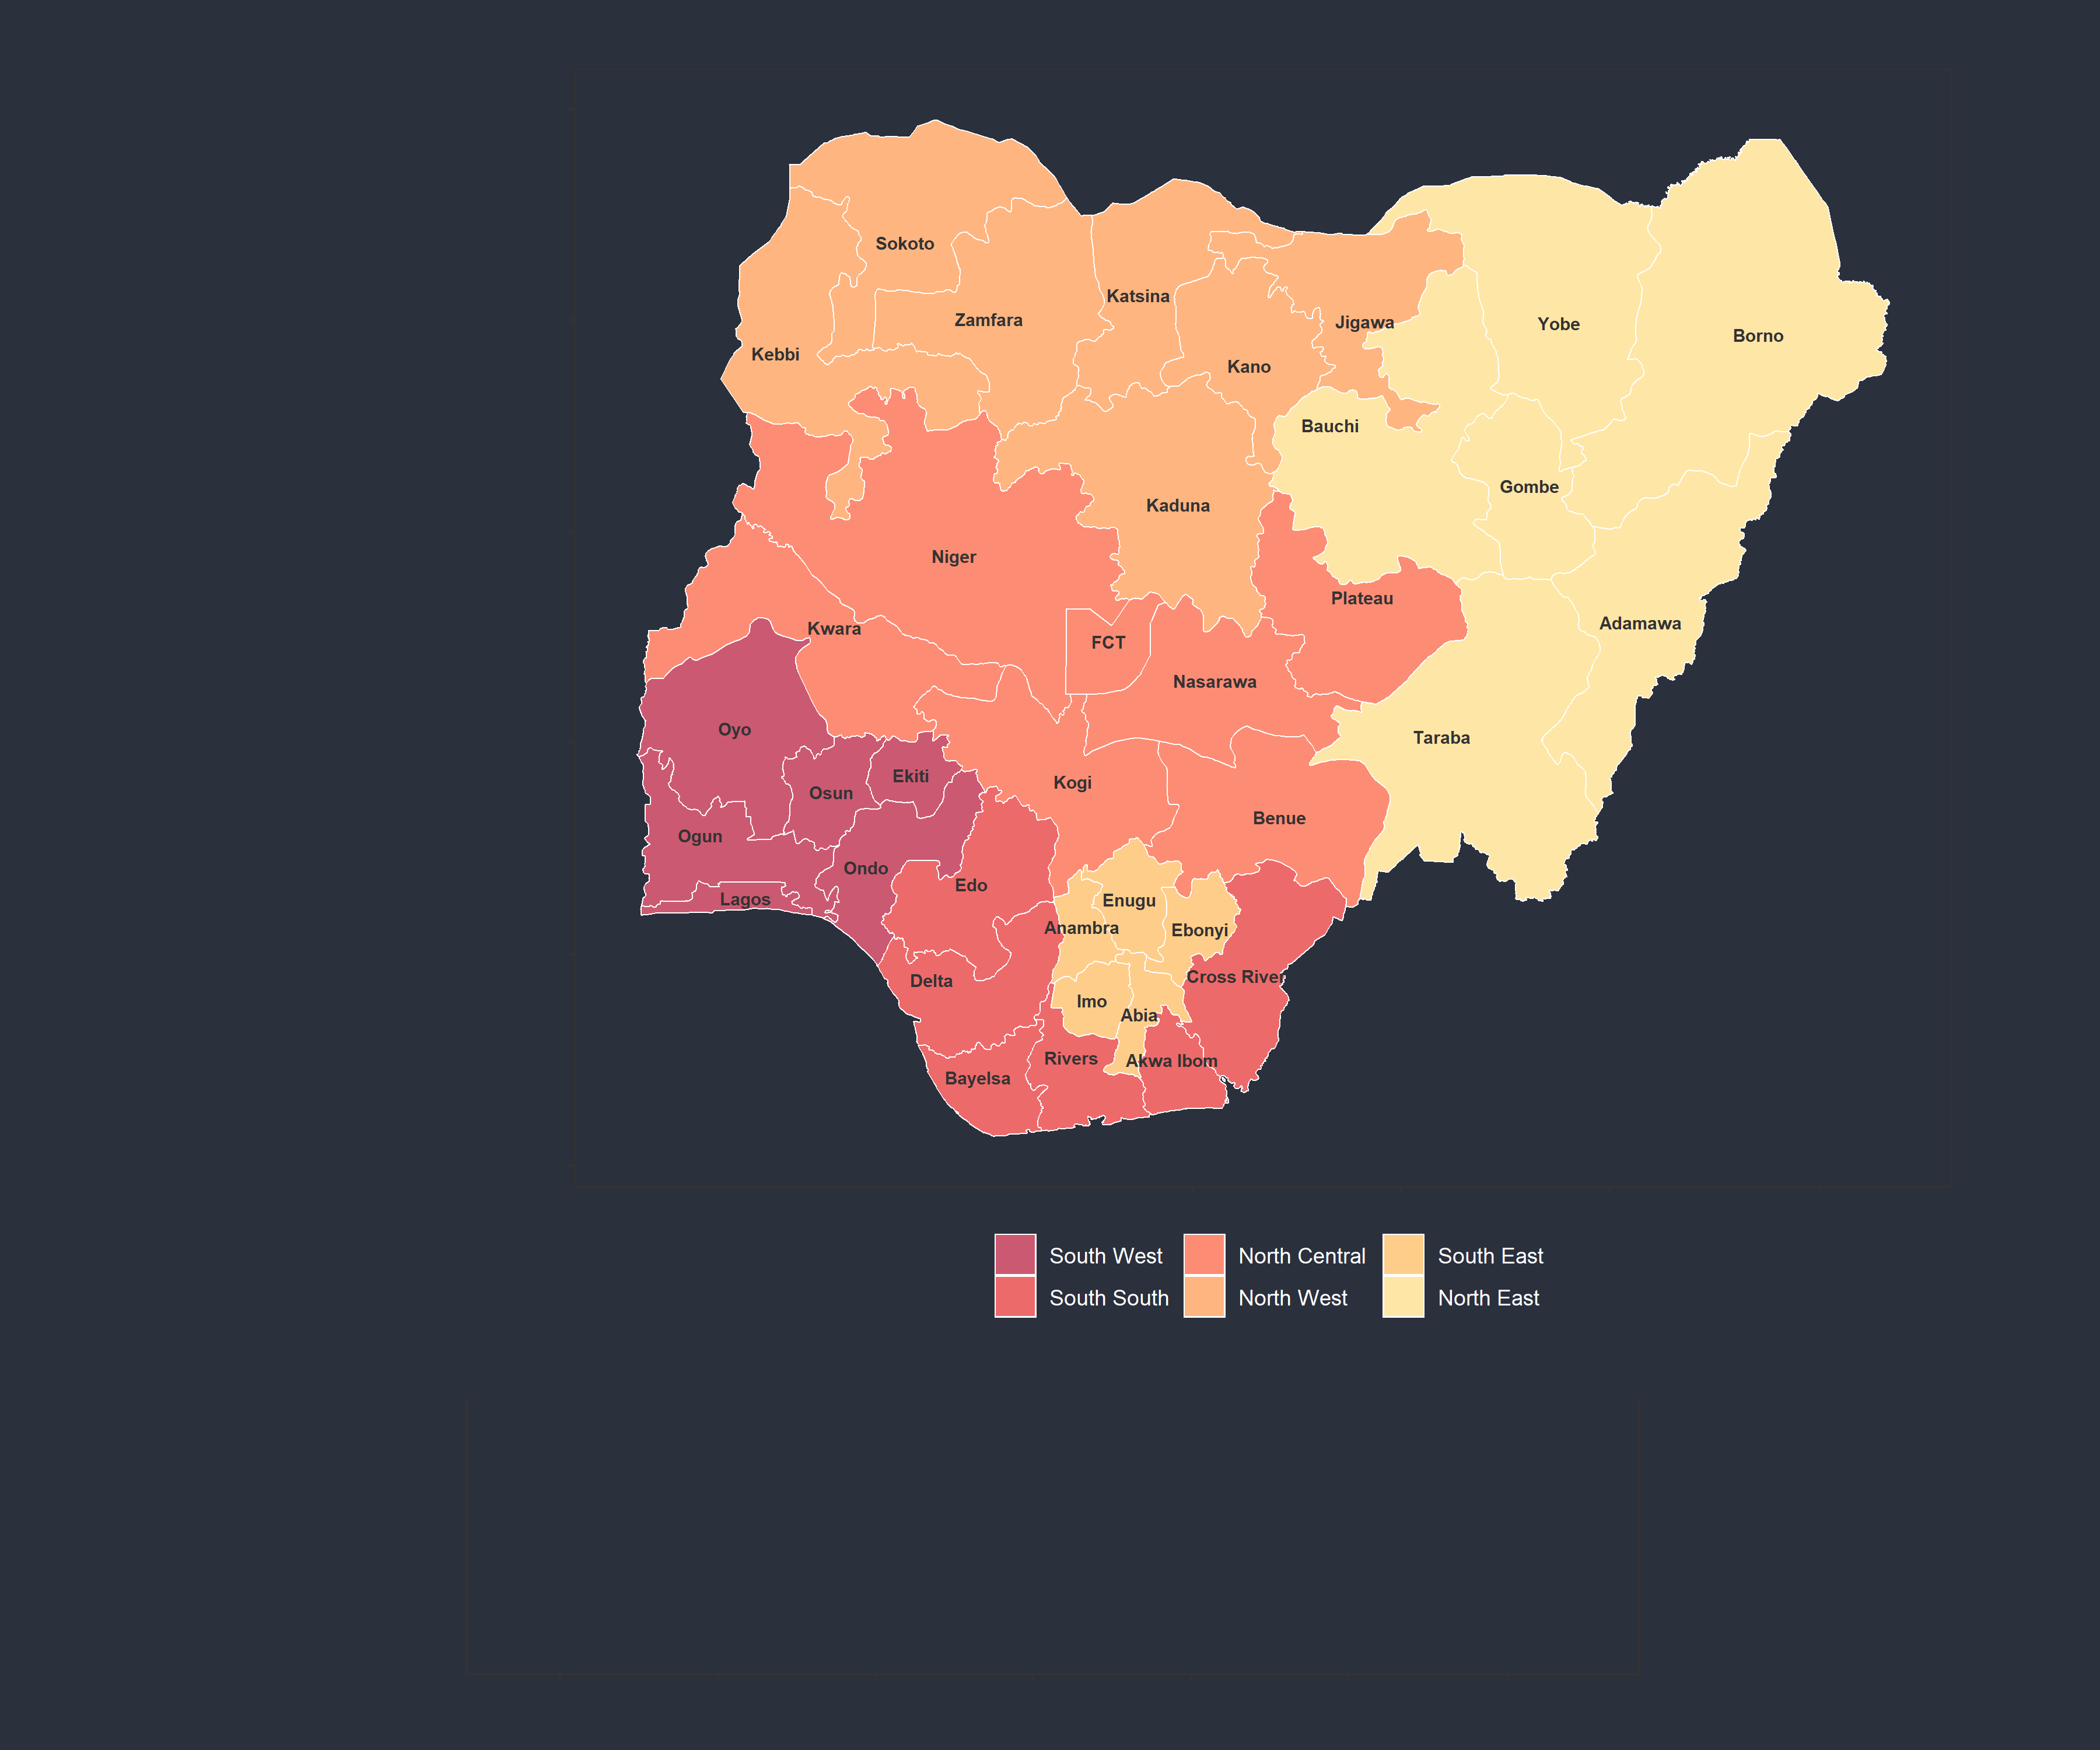 Sokoto
Katsina
Zamfara
Jigawa
Yobe
Borno
Kebbi
Kano
Bauchi
Gombe
Kaduna
Niger
Plateau
Adamawa
Kwara
FCT
Nasarawa
Oyo
Taraba
Ekiti
Kogi
Osun
Benue
Ogun
Ondo
Edo
Lagos
Enugu
Anambra
Ebonyi
Cross River
Delta
Imo
Abia
Rivers
Akwa Ibom
Bayelsa
South West
North Central
South East
South South
North West
North East